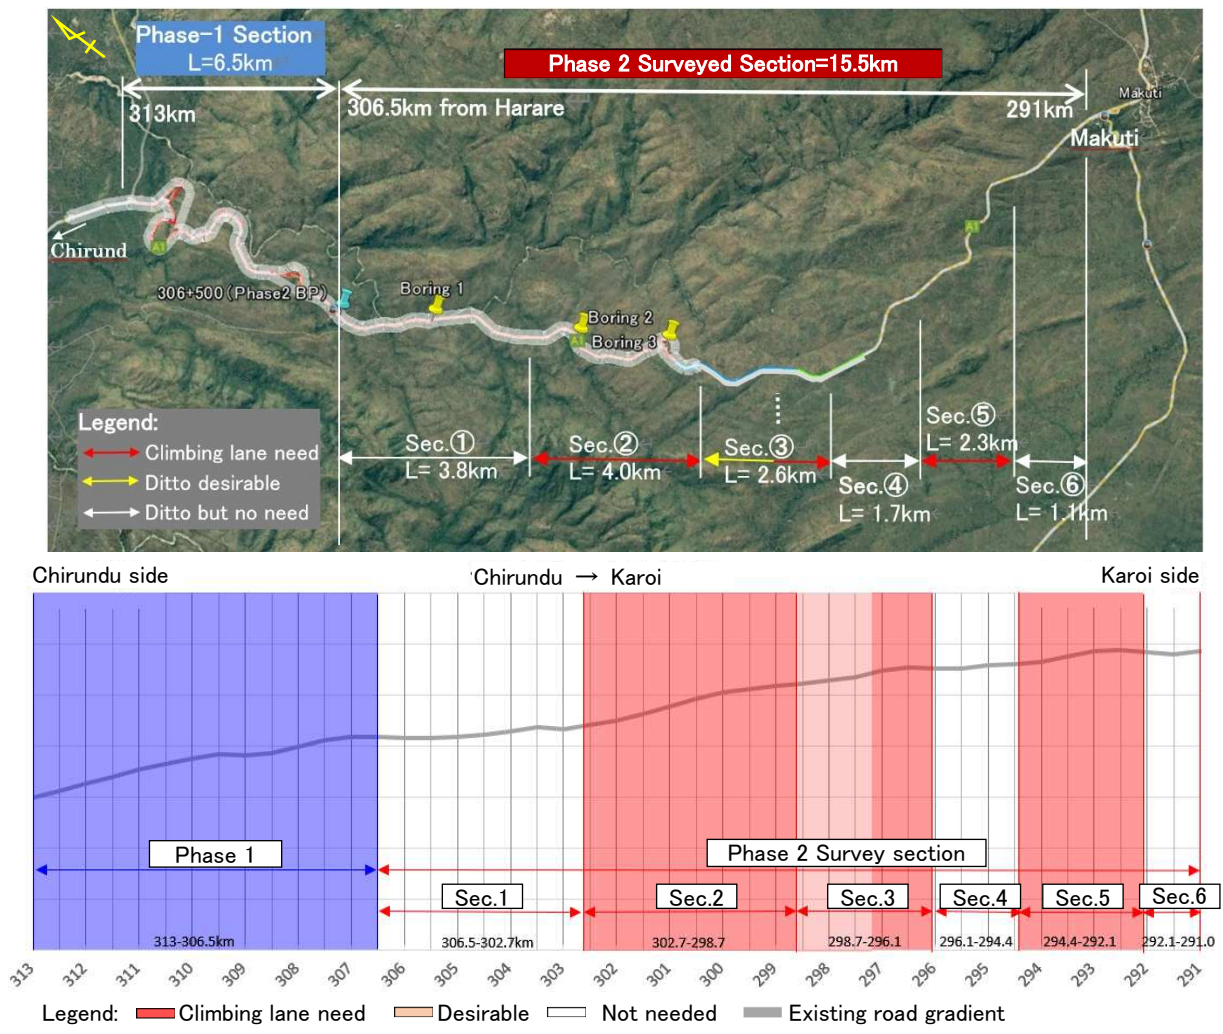 Phase-1 Section
L=6.5km
Phase 2 Surveyed Section=15.5km
313km
306.5km from Harare
291km
Makuti
Makuti
A1
A1
Chirund
306+500(Phase2 BP)
Boring 1
Boring 2
A1
Boring 3
Legend:
Climbing lane need
Ditto desirable
Ditto but no need
Sec.①
L= 3.8km
Sec.②
L= 4.0km
Sec.③
L= 2.6km
Sec.④
L= 1.7km
Sec.⑤
L= 2.3km
Sec.⑥
L= 1.1km
Chirundu side
Chirundu → Karoi
Karoi side
Phase 1
Phase 2 Survey section
Sec.1
Sec.2
Sec.3
Sec.4
Sec.5
Sec.6
313-306.5km
306.5-302.7km
302.7-298.7
298.7-296.1
296.1-294.4
294.4-292.1
292.1-291.0
313 312 311 310 309 308 307 306 305 304 303 302 301 300 299 298 297 296 295 294 293 292 291
Legend: Climbing lane need Desirable Not needed Existing road gradient